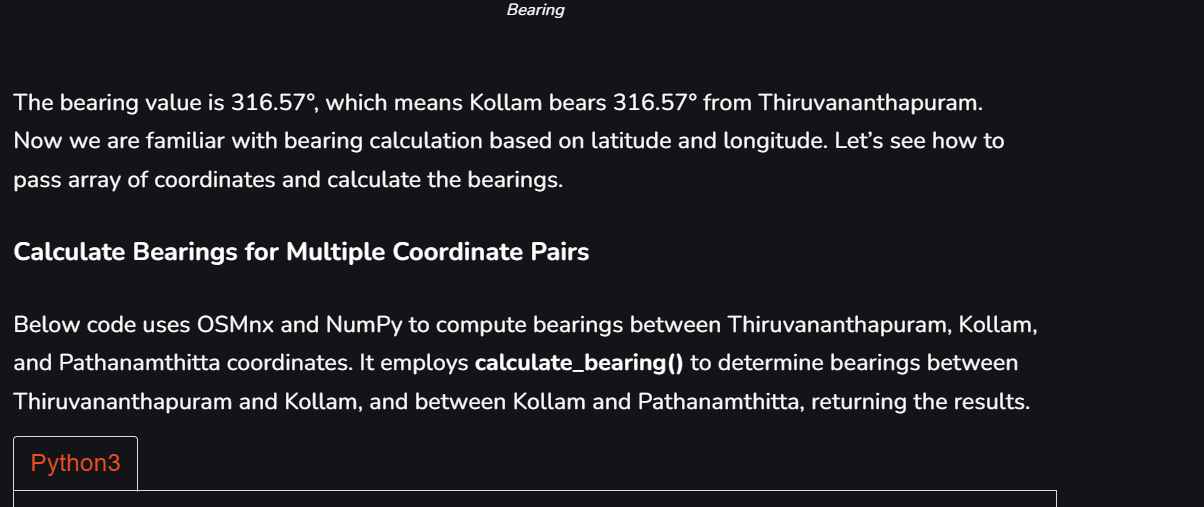 Bearing
The bearing value is 316.57°, which means Kollam bears 316.57° from Thiruvananthapuram.
Now we are familiar with bearing calculation based on latitude and longitude. Let’s see how to
pass array of coordinates and calculate the bearings.
Calculate Bearings for Multiple Coordinate Pairs
Below code uses OSMnx and NumPy to compute bearings between Thiruvananthapuram, Kollam,
and Pathanamthitta coordinates. It employs calculate_bearing() to determine bearings between
Thiruvananthapuram and Kollam, and between Kollam and Pathanamthitta, returning the results.
Python3